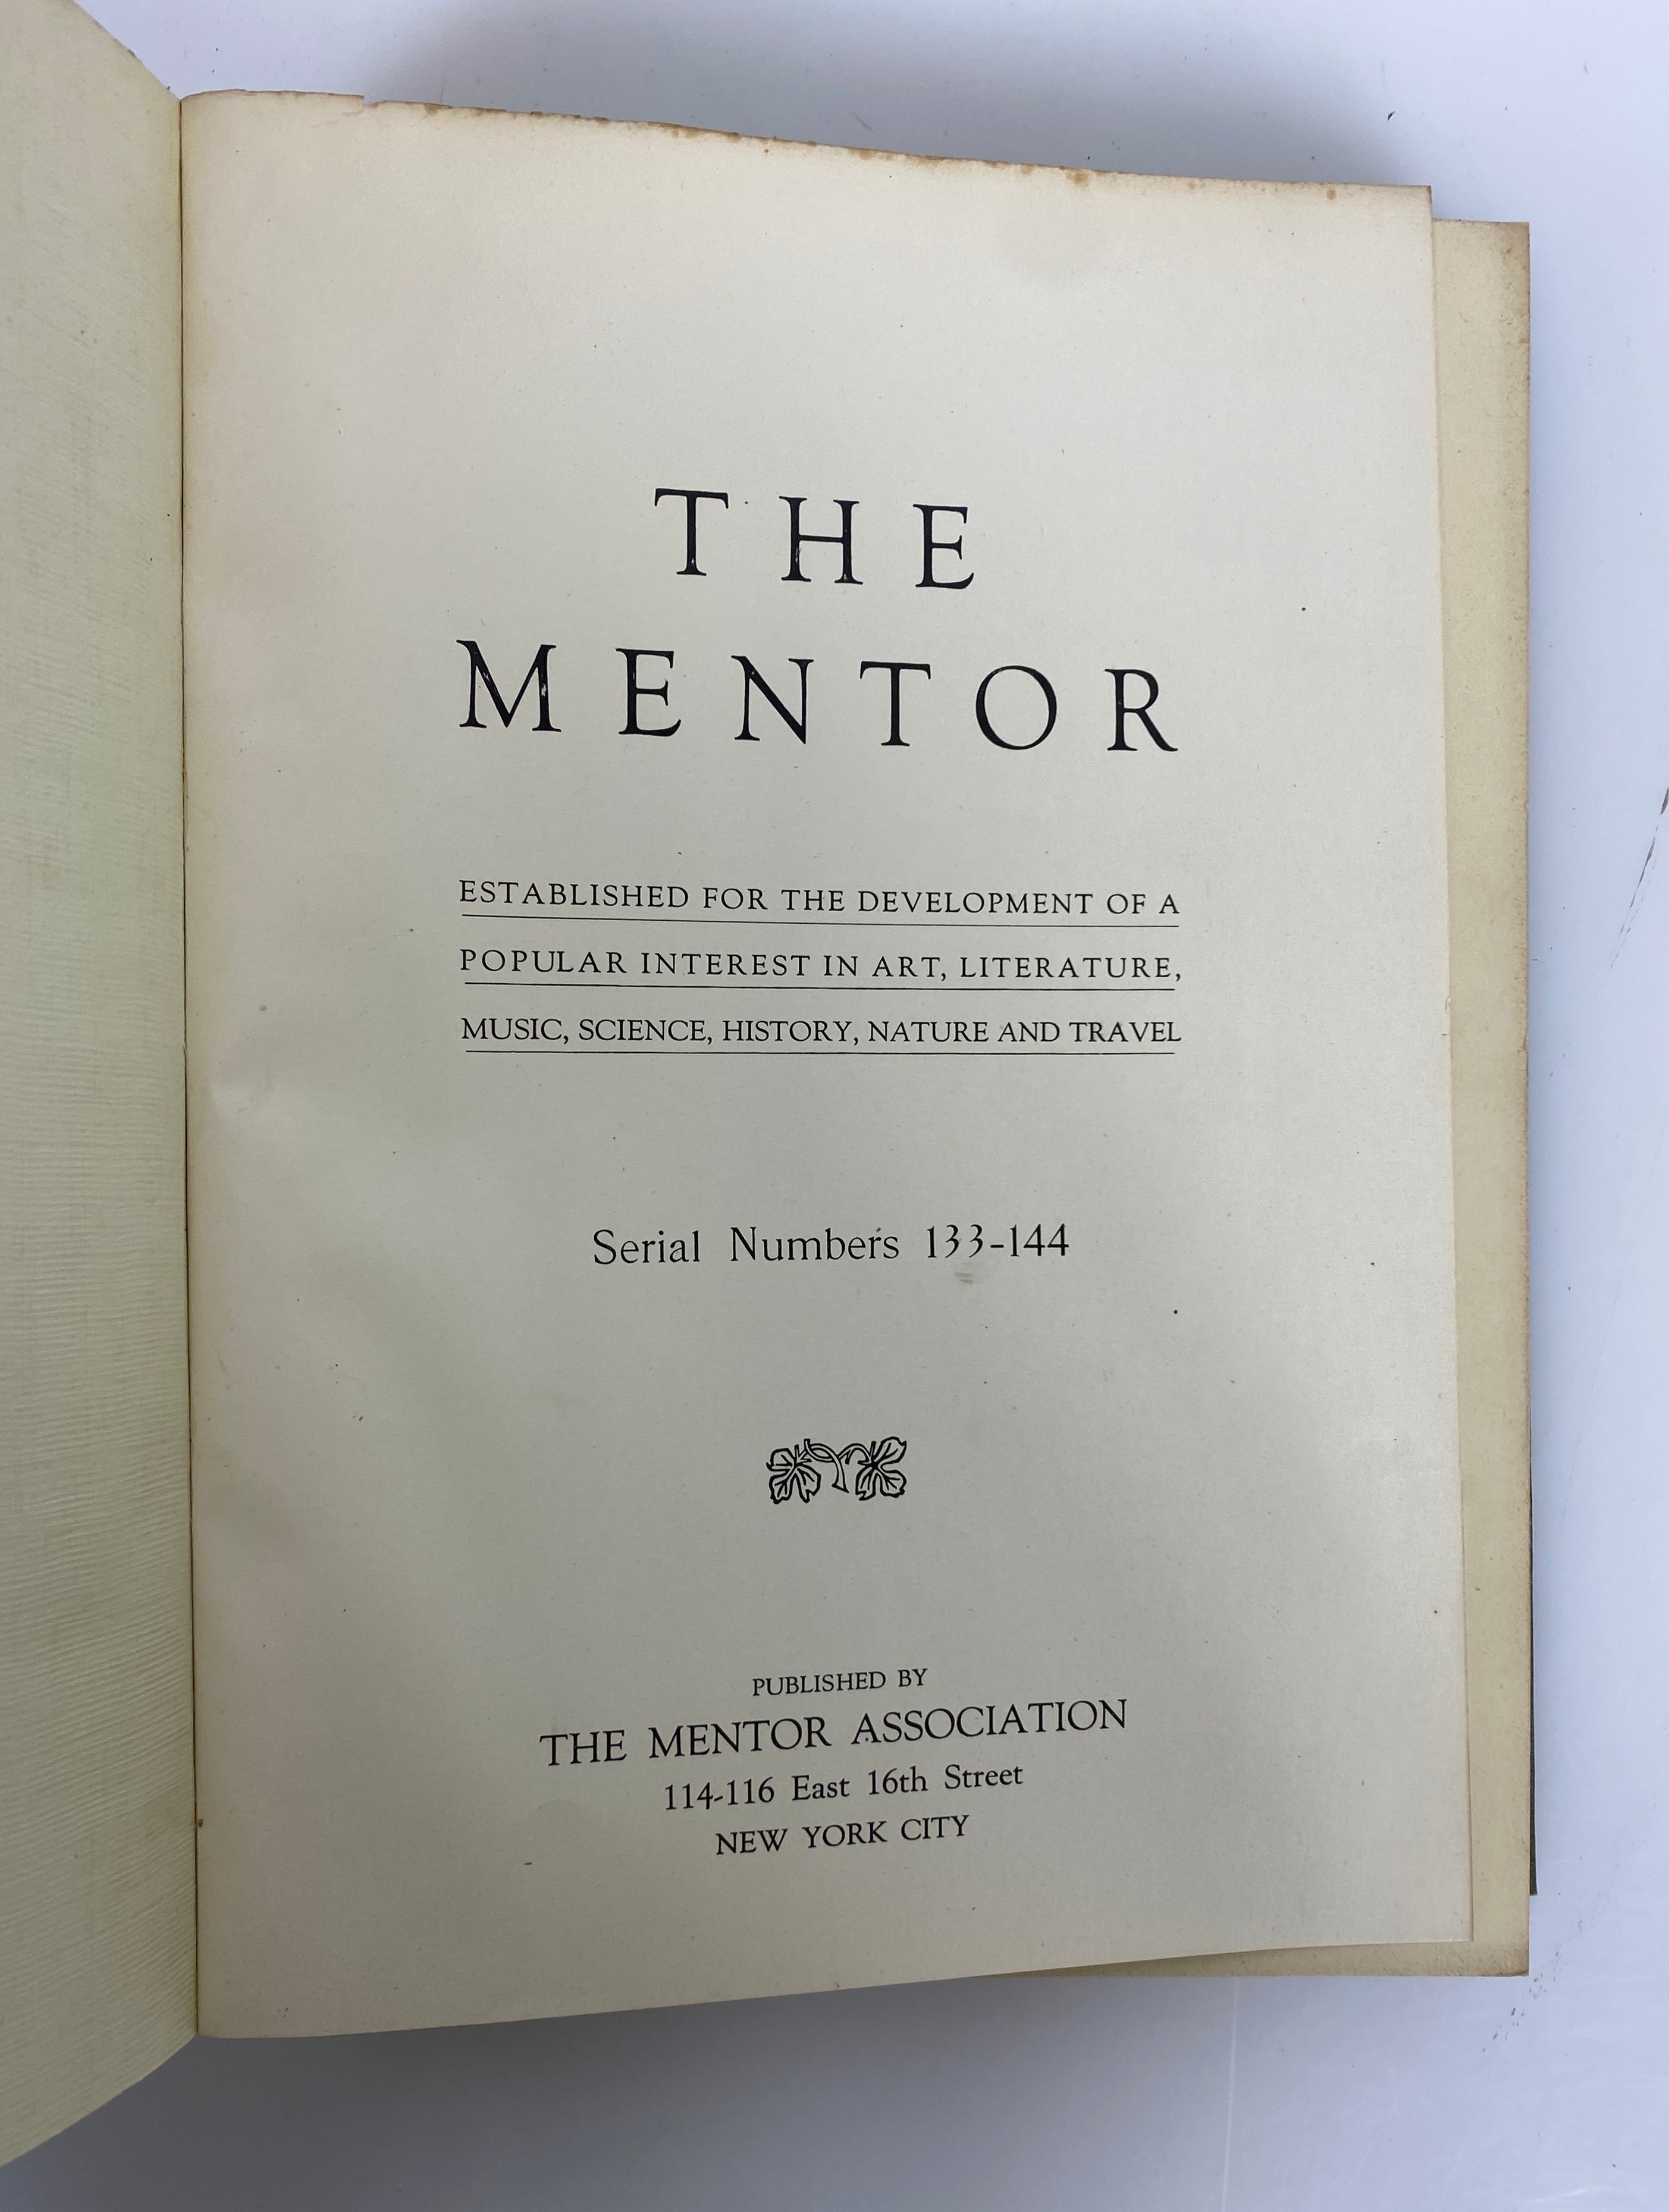 THE
MENTOR
ESTABLISHED FOR THE DEVELOPMENT OF A
POPULAR INTEREST IN ART, LITERATURE,
MUSIC, SCIENCE, HISTORY, NATURE AND TRAVEL
Serial Numbers 133-144
PUBLISHED BY
THE MENTOR ASSOCIATION
114-116 East 16th Street
NEW YORK CITY